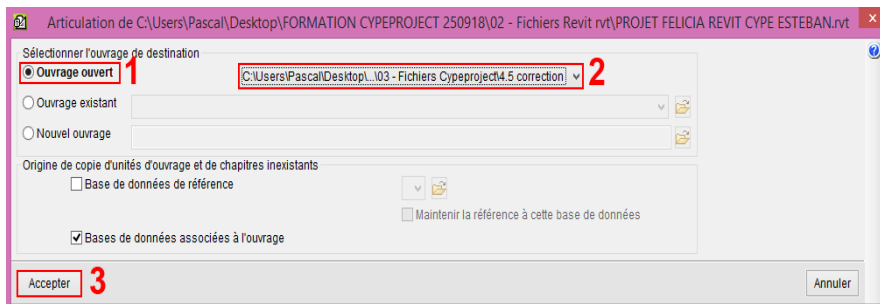 Articulation de C:\Users\Pascal\Desktop\FORMATION CYPEPROJECT 250918\02 - Fichiers Revit rvt\PROJET FELICIA REVIT CYPE ESTEBAN.rvt
Sélectionner l'ouvrage de destination
Ouvrage ouvert 1 C:\Users\Pascal\Desktop\...\03 - Fichiers Cypeproject\4.5 correction 2
Ouvrage existant
Nouvel ouvrage
Origine de copie d'unités d'ouvrage et de chapitres inexistants
Base de données de référence
Maintenir la référence à cette base de données
Bases de données associées à l'ouvrage
Accepter 3 Annuler